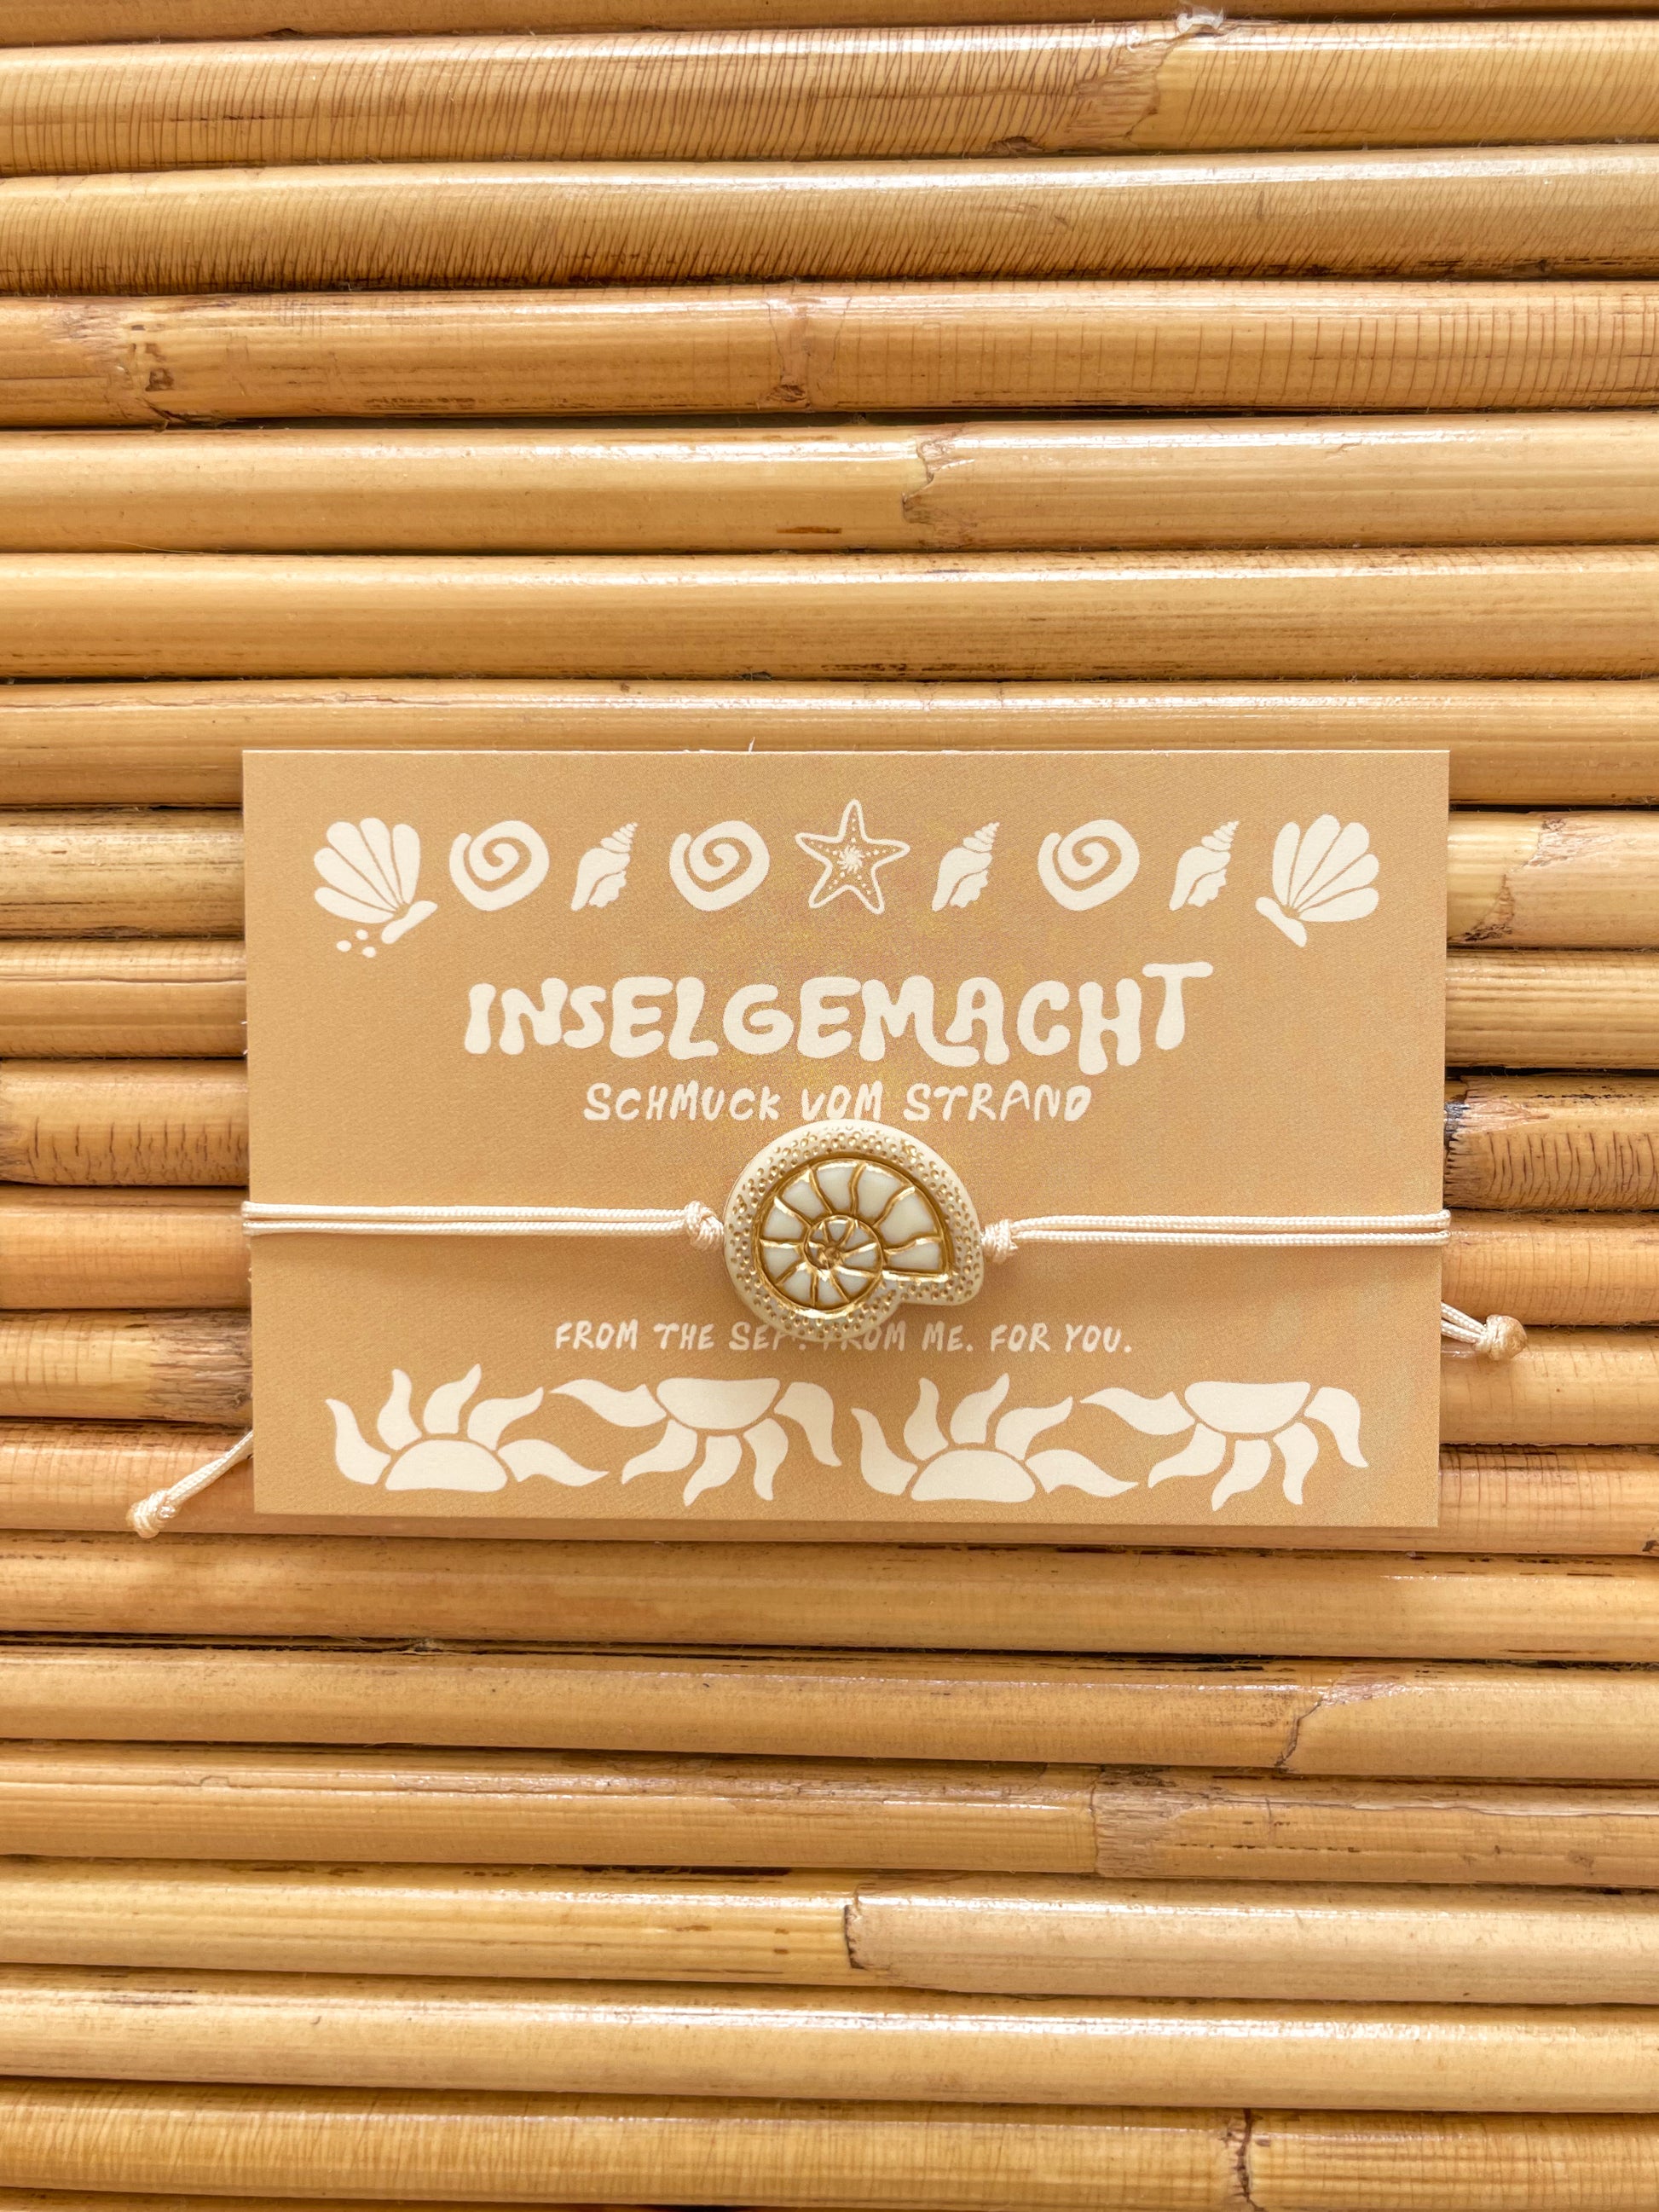 INSELGEMACHT
SCHMUCK VOM STRAND
FROM THE ME. FOR YOU.